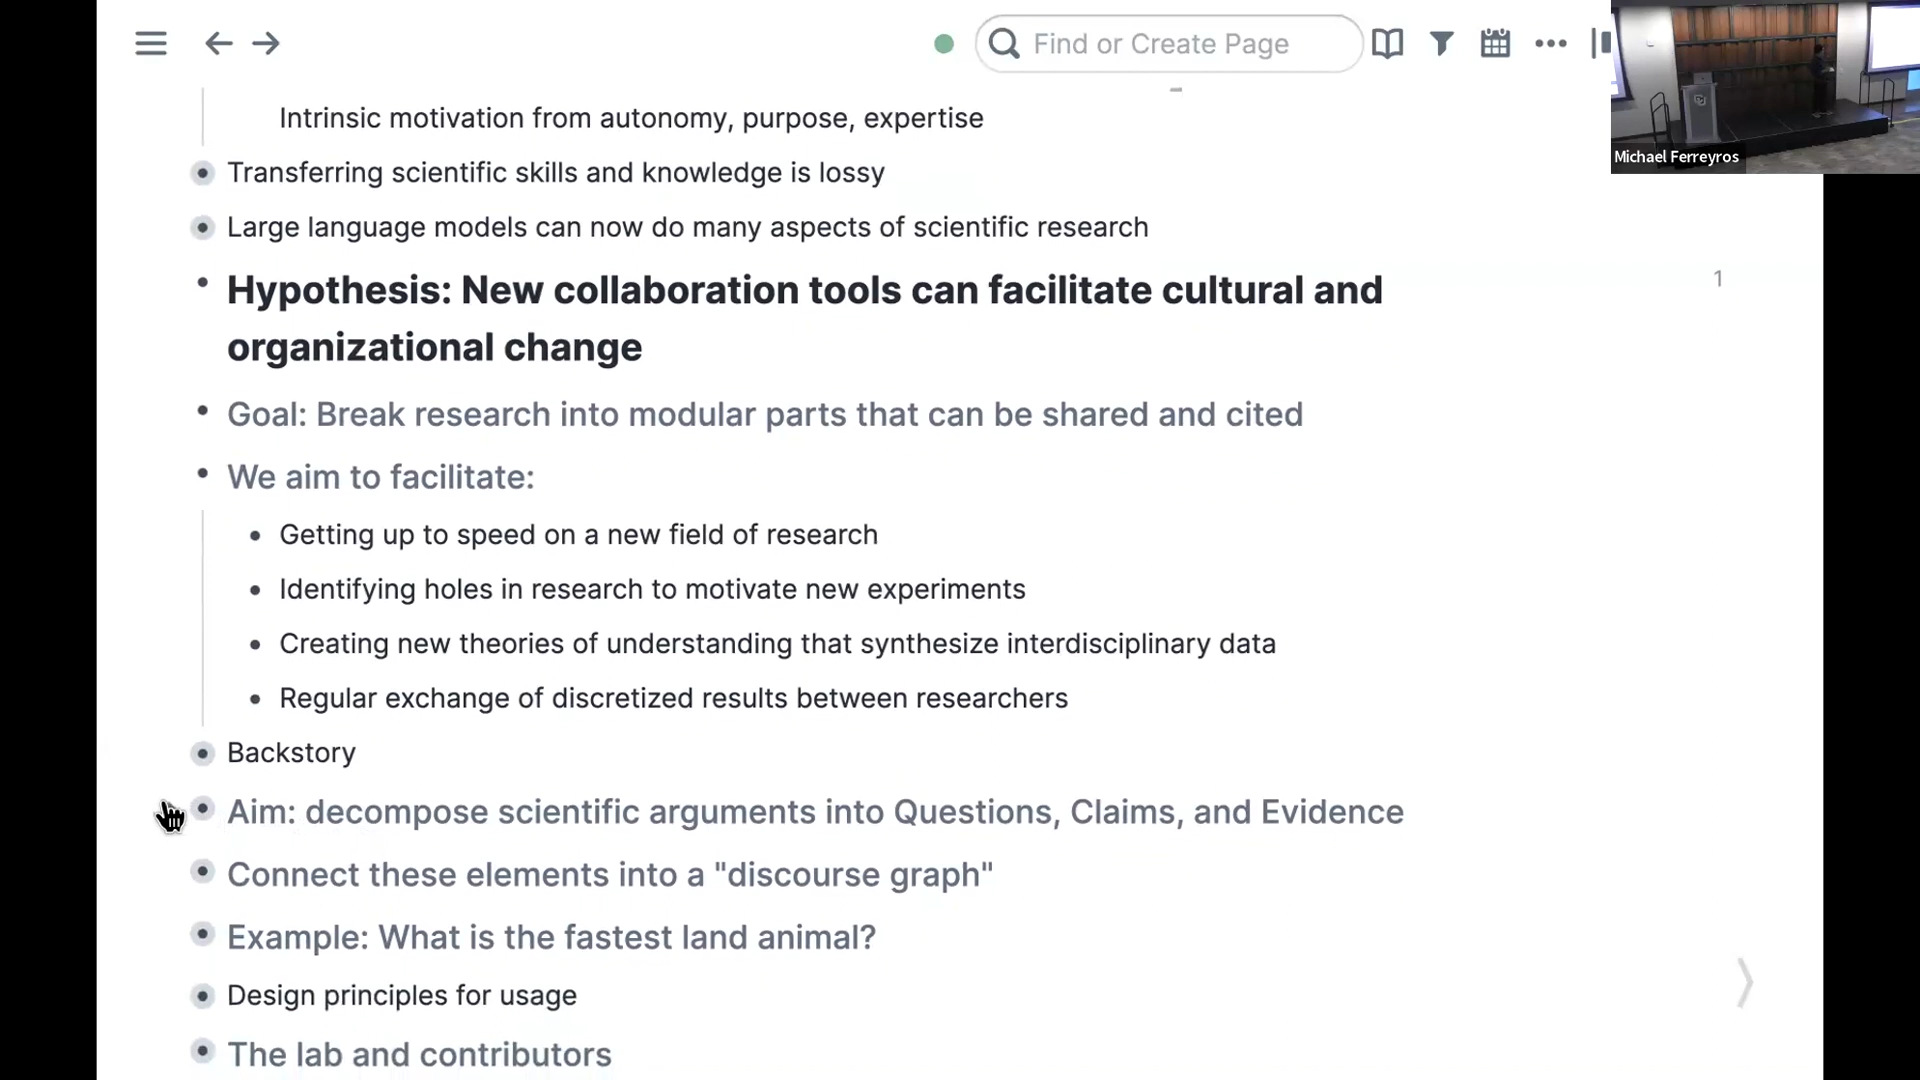 Find or Create Page
Intrinsic motivation from autonomy, purpose, expertise
Transferring scientific skills and knowledge is lossy
Large language models can now do many aspects of scientific research
Hypothesis: New collaboration tools can facilitate cultural and
organizational change
1
Goal: Break research into modular parts that can be shared and cited
We aim to facilitate:
Getting up to speed on a new field of research
Identifying holes in research to motivate new experiments
Creating new theories of understanding that synthesize interdisciplinary data
Regular exchange of discretized results between researchers
Backstory
Aim: decompose scientific arguments into Questions, Claims, and Evidence
Connect these elements into a "discourse graph"
Example: What is the fastest land animal?
Design principles for usage
The lab and contributors
Michael Ferreyros